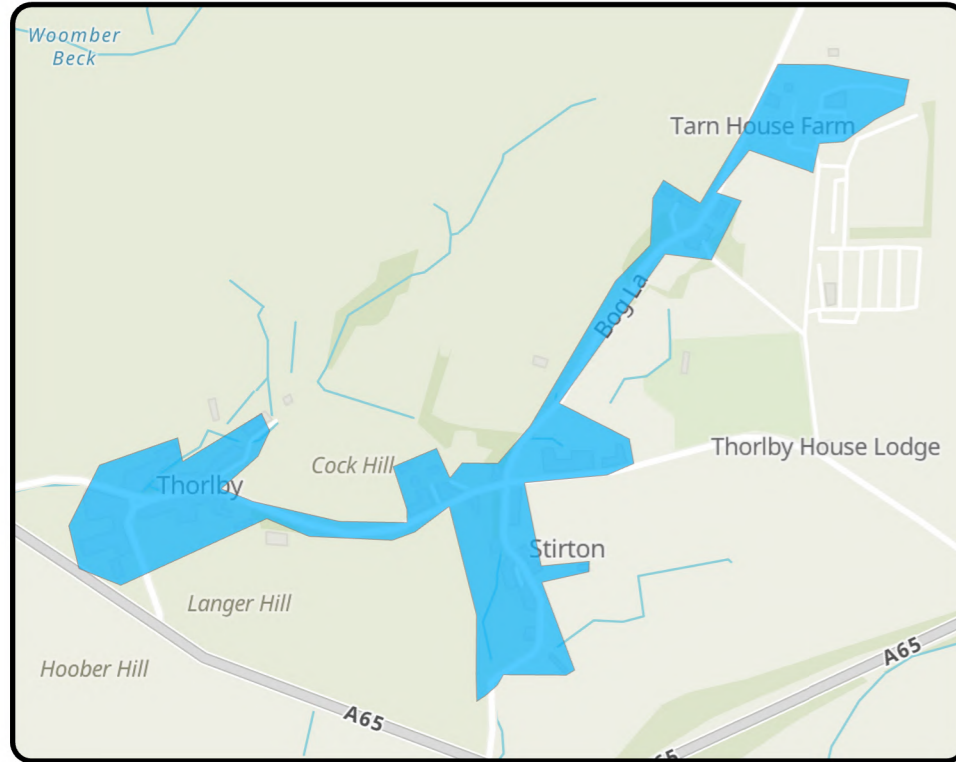 Woomber
Beck
Tarn House Farm
Bog La
Thorlby House Lodge
Cock Hill
Thorlby
Stirton
Langer Hill
Hoober Hill
A65
A65
65